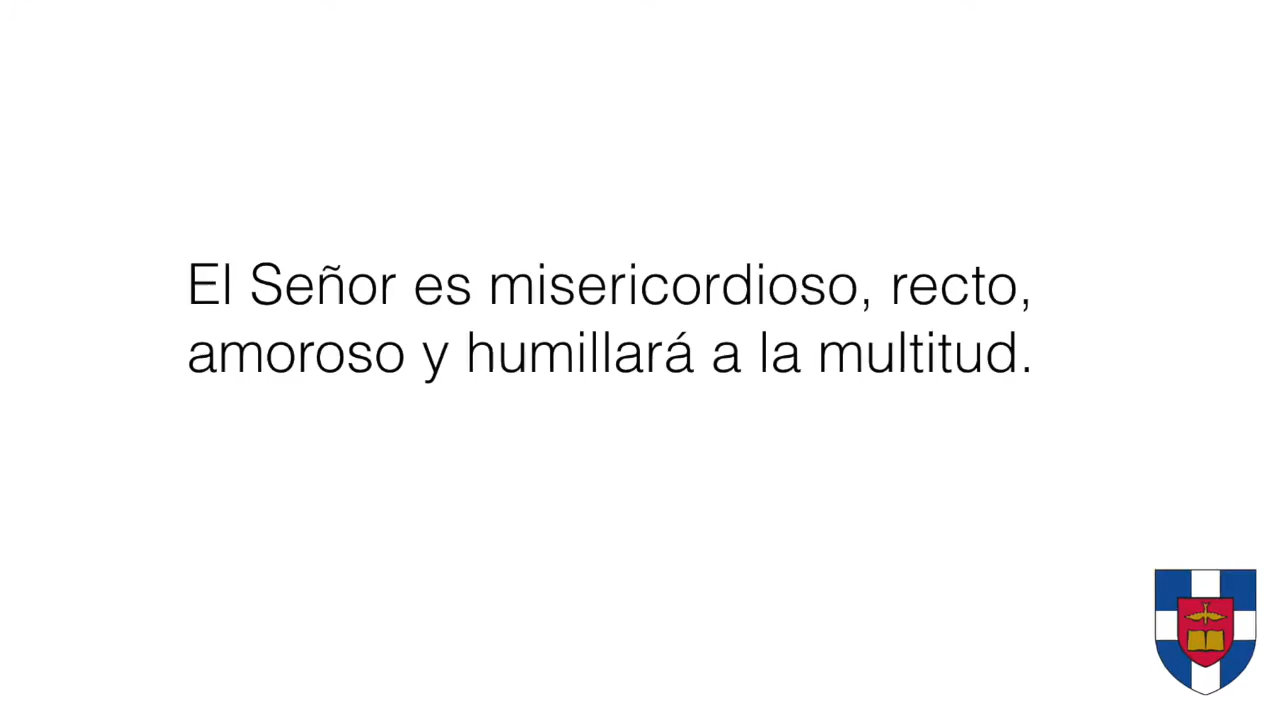 El Señor es misericordioso, recto,
amoroso y humillará a la multitud.